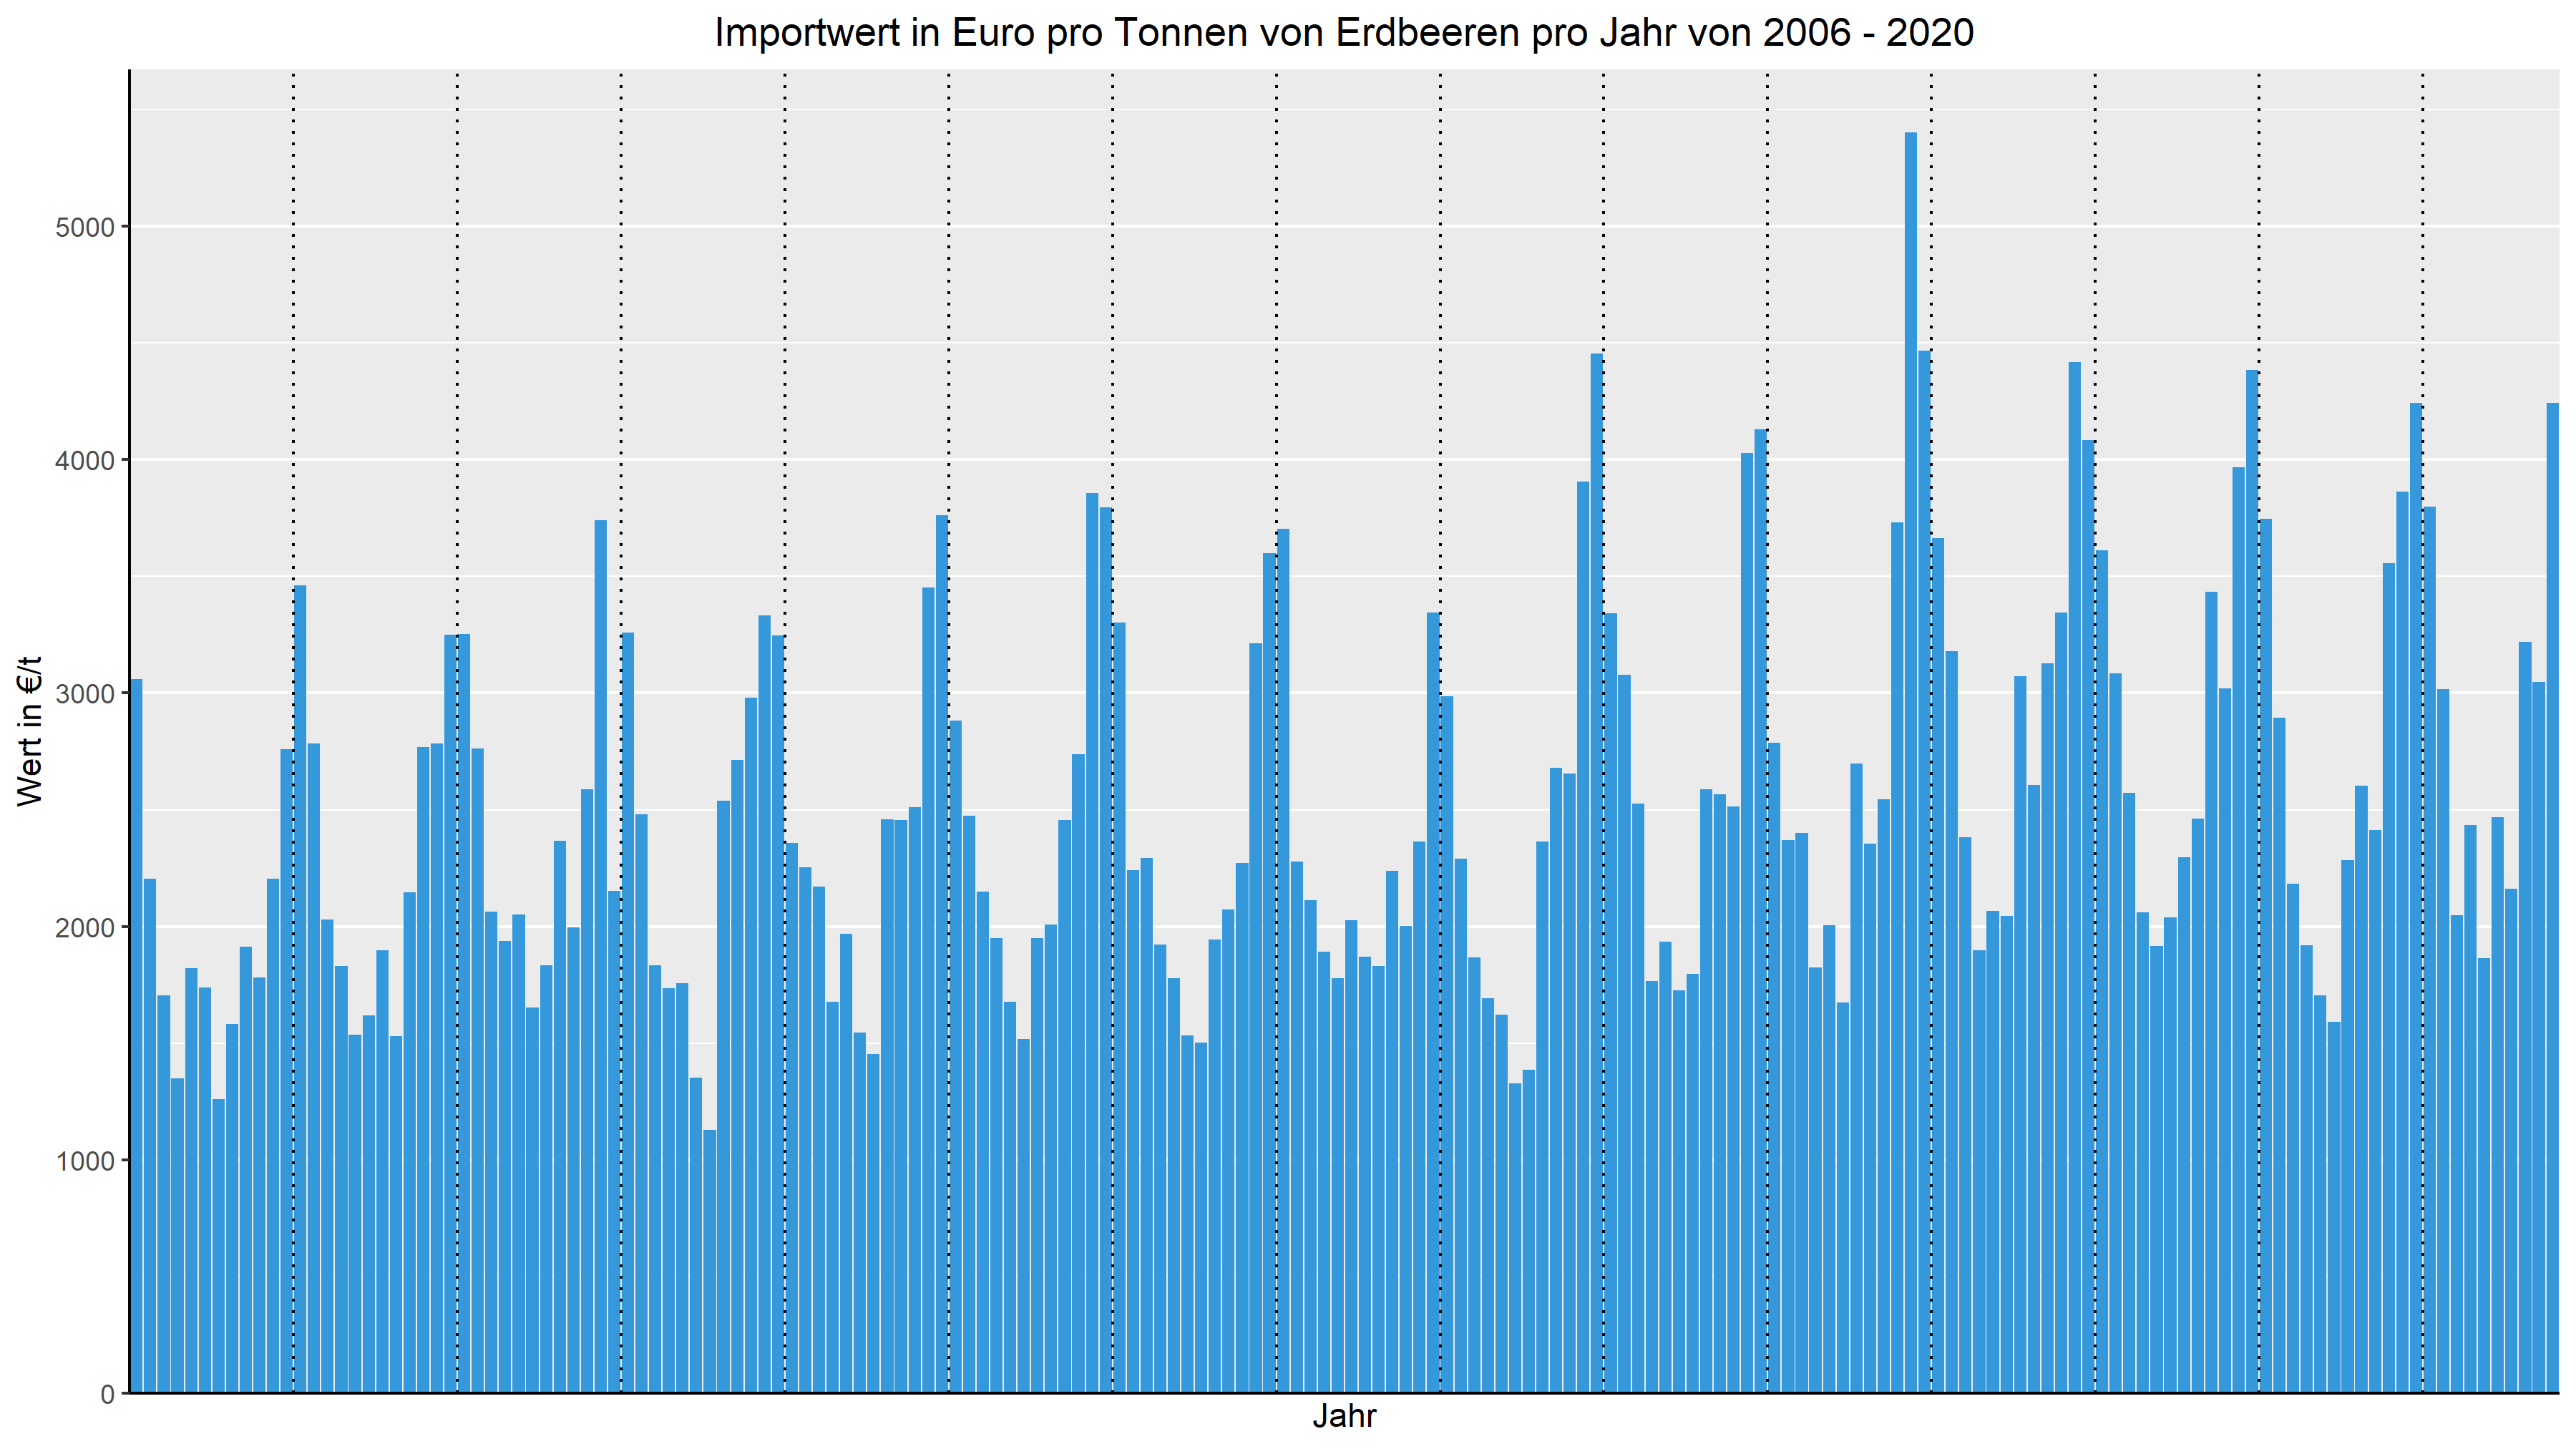 Importwert in Euro pro Tonnen von Erdbeeren pro Jahr von 2006 - 2020
Wert in €/t
5000
4000
3000
2000
1000
0
Jahr